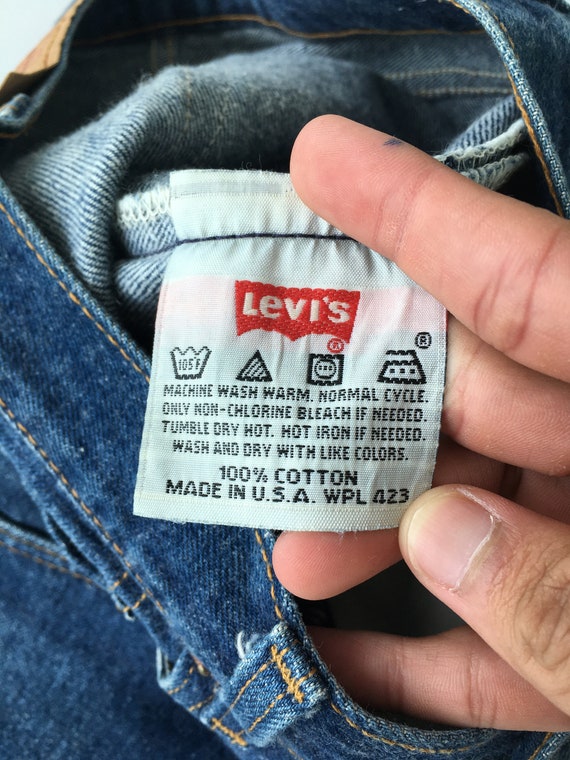 LEVI'S
®
®
105F
MACHINE WASH WARM. NORMAL CYCLE.
ONLY NON-CHLORINE BLEACH IF NEEDED.
TUMBLE DRY HOT. HOT IRON IF NEEDED.
WASH AND DRY WITH LIKE COLORS.
100% COTTON
MADE IN U.S.A. WPL 423